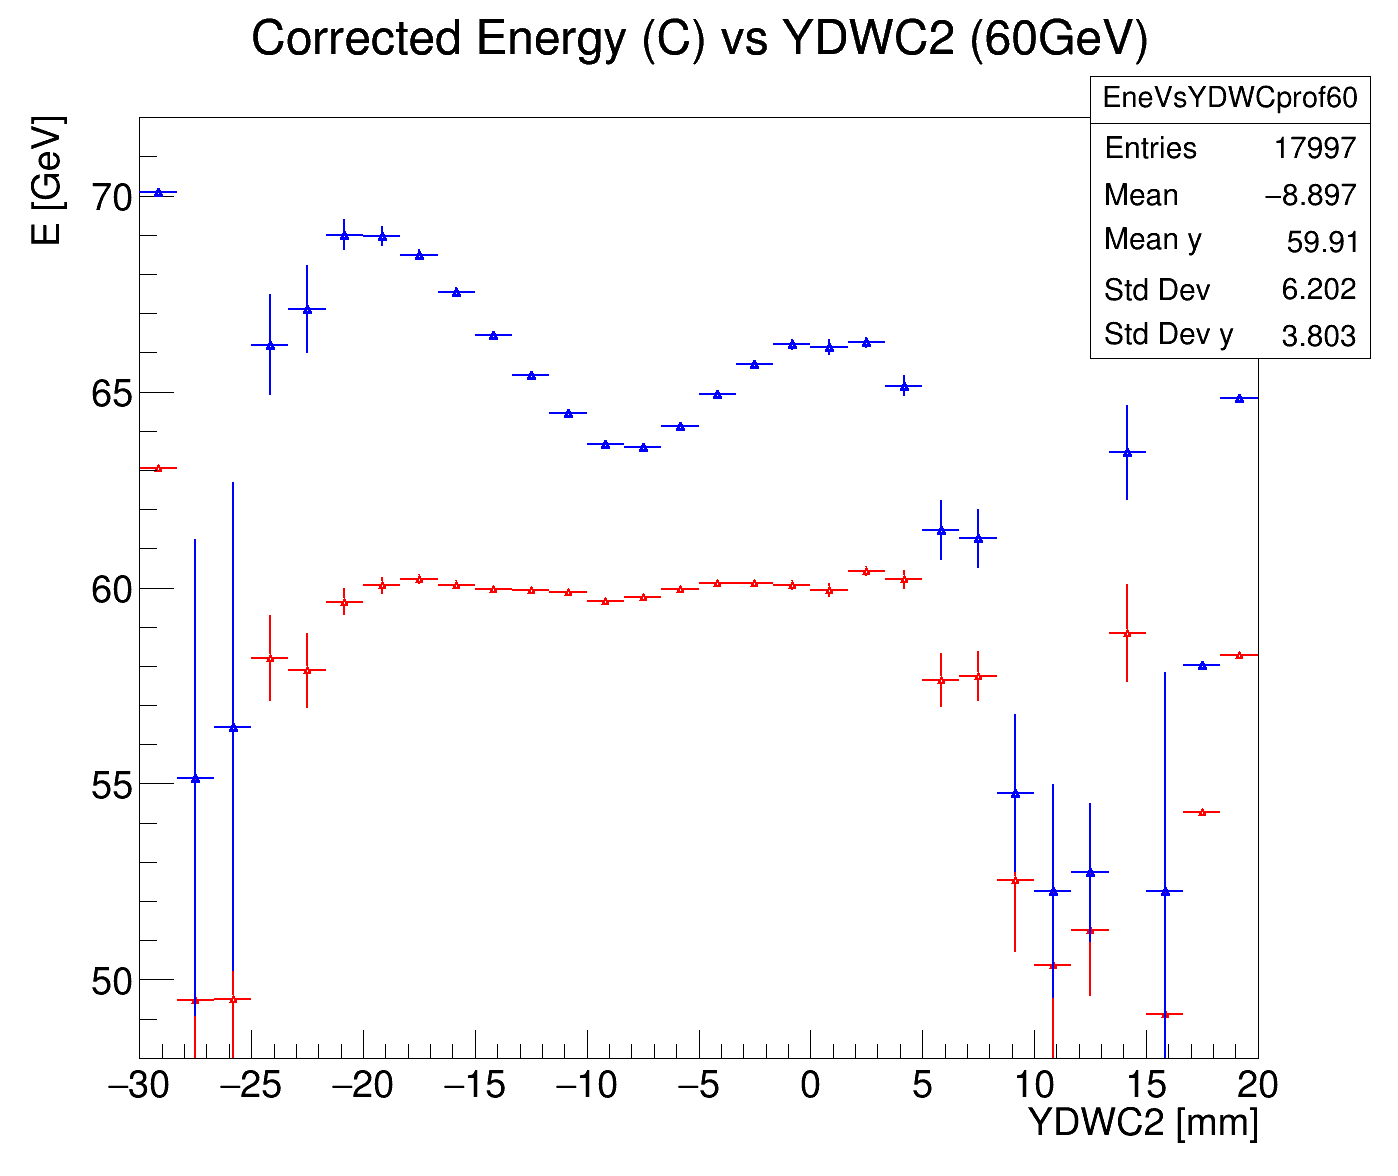 Corrected Energy (C) vs YDWC2 (60GeV)
EneVsYDWCprof60
Entries 17997
Mean −8.897
Mean y 59.91
Std Dev 6.202
Std Dev y 3.803
E [GeV]
70
65
60
55
50
−30 −25 −20 −15 −10 −5 0 5 10 15 20
YDWC2 [mm]